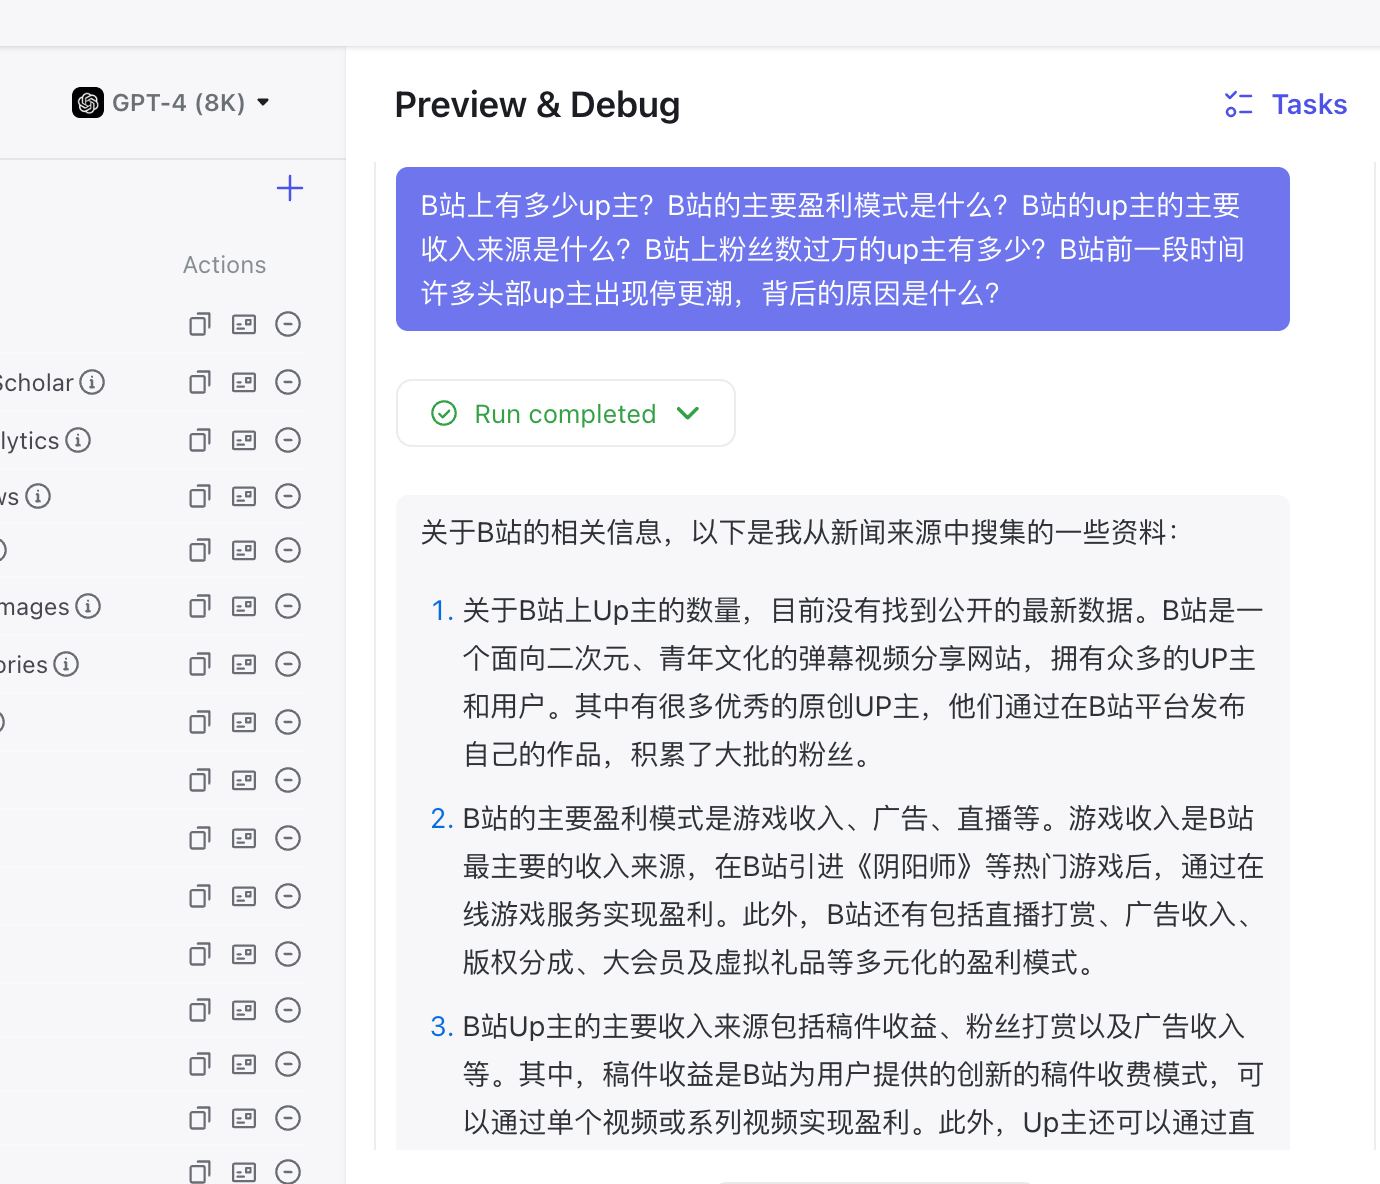 GPT-4 (8K)
Preview & Debug
Tasks
Actions
Scholar
lytics
ws
mages
ories
B站上有多少up主？B站的主要盈利模式是什么？B站的up主的主要
收入来源是什么？B站上粉丝数过万的up主有多少？B站前一段时间
许多头部up主出现停更潮，背后的原因是什么？
Run completed
关于B站的相关信息，以下是我从新闻来源中搜集的一些资料：
1. 关于B站上Up主的数量，目前没有找到公开的最新数据。B站是一
个面向二次元、青年文化的弹幕视频分享网站，拥有众多的UP主
和用户。其中有很多优秀的原创UP主，他们通过在B站平台发布
自己的作品，积累了大批的粉丝。
2. B站的主要盈利模式是游戏收入、广告、直播等。游戏收入是B站
最主要的收入来源，在B站引进《阴阳师》等热门游戏后，通过在
线游戏服务实现盈利。此外，B站还有包括直播打赏、广告收入、
版权分成、大会员及虚拟礼品等多元化的盈利模式。
3. B站Up主的主要收入来源包括稿件收益、粉丝打赏以及广告收入
等。其中，稿件收益是B站为用户提供的创新的稿件收费模式，可
以通过单个视频或系列视频实现盈利。此外，Up主还可以通过直